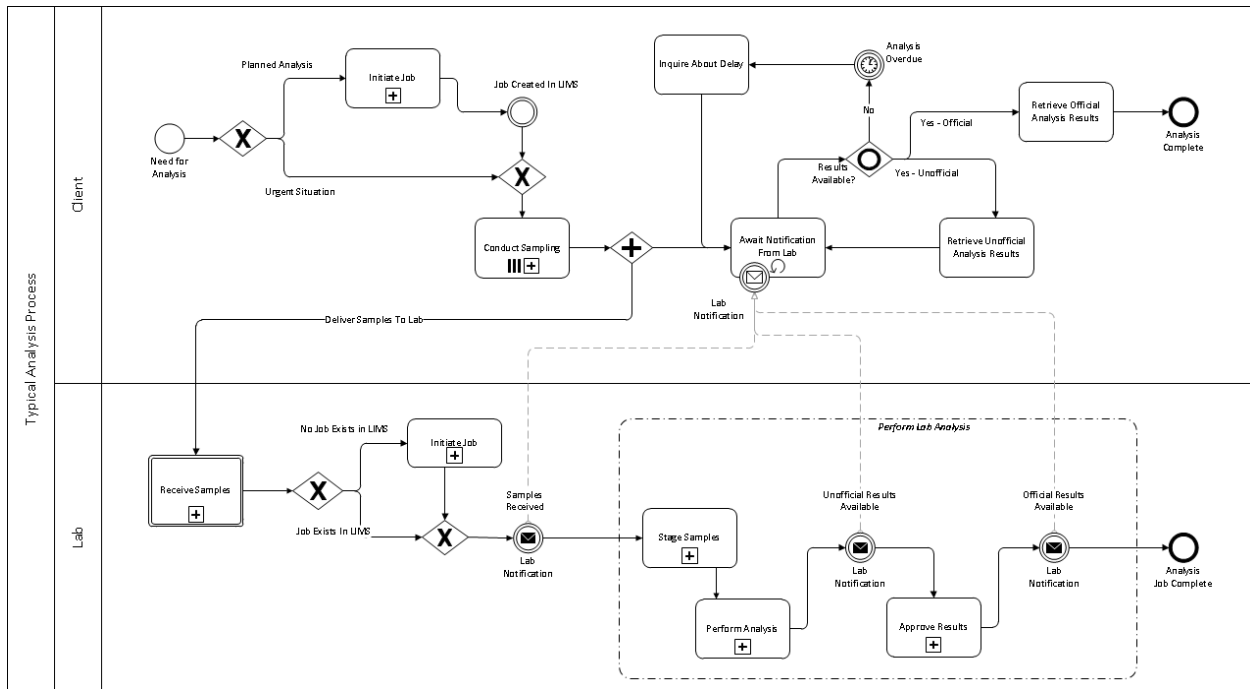 Typical Analysis Process
Client
Planned Analysis
Initiate Job
Job Created In LIMS
Need for
Analysis
Urgent Situation
Conduct Sampling
Deliver Samples To Lab
Inquire About Delay
Analysis
Overdue
No
Yes - Official
Retrieve Official
Analysis Results
Analysis
Complete
Results
Available?
Yes - Unofficial
Await Notification
From Lab
Retrieve Unofficial
Analysis Results
Lab
Notification
Lab
Receive Samples
No Job Exists in LIMS
Initiate Job
Job Exists In LIMS
Samples
Received
Lab
Notification
Perform Lab Analysis
Stage Samples
Perform Analysis
Unofficial Results
Available
Lab
Notification
Approve Results
Official Results
Available
Lab
Notification
Analysis
Job Complete